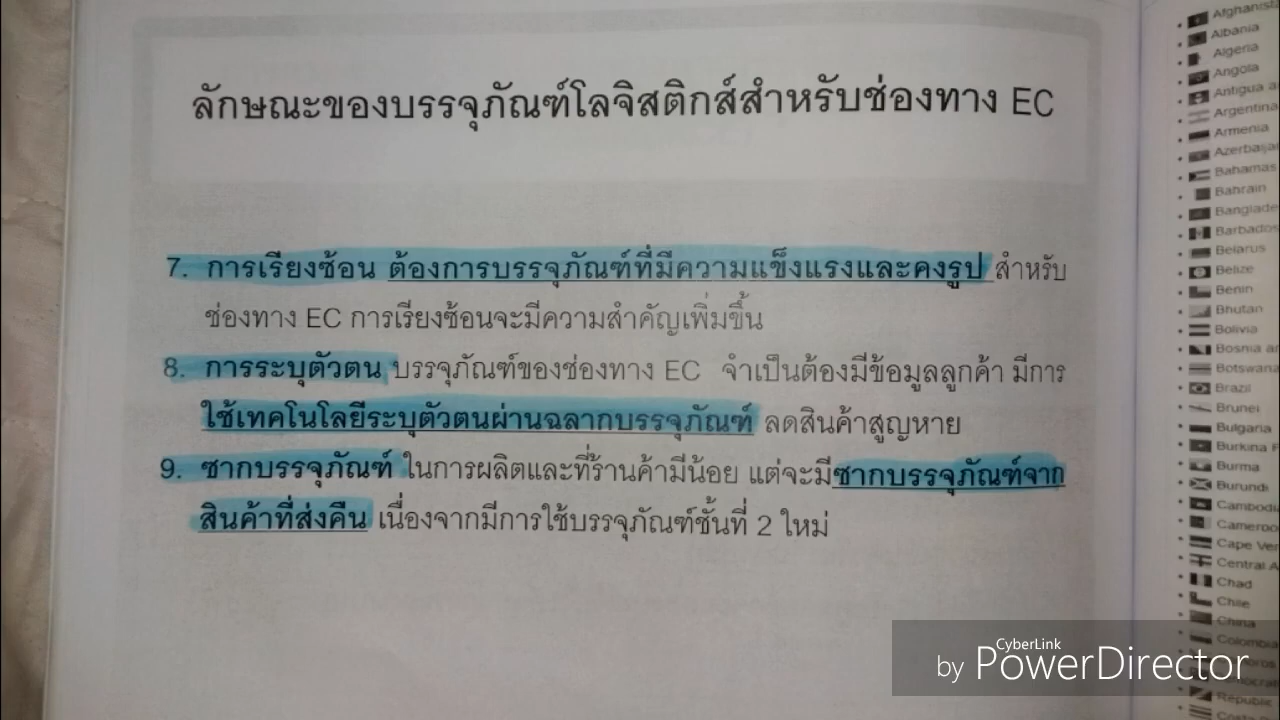 ลักษณะของบรรจุภัณฑ์โลจิสติกส์สำหรับช่องทาง EC
7. การเรียงซ้อน ต้องการบรรจุภัณฑ์ที่มีความแข็งแรงและคงรูป สำหรับ
ช่องทาง EC การเรียงซ้อนจะมีความสำคัญเพิ่มขึ้น
8. การระบุตัวตน บรรจุภัณฑ์ของช่องทาง EC จำเป็นต้องมีข้อมูลลูกค้า มีการ
ใช้เทคโนโลยีระบุตัวตนผ่านฉลากบรรจุภัณฑ์ ลดสินค้าสูญหาย
9. ซากบรรจุภัณฑ์ ในการผลิตและที่ร้านค้ามีน้อย แต่จะมีซากบรรจุภัณฑ์จาก
สินค้าที่ส่งคืน เนื่องจากมีการใช้บรรจุภัณฑ์ชั้นที่ 2 ใหม่
Afghanista
Albania
Algeria
Angola
Antigua a
Argentina
Armenia
Azerbaija
Bahamas
Bahrain
Banglade
Barbados
Belarus
Belize
Benin
Bhutan
Bolivia
Bosnia an
Botswana
Brazil
Brunei
Bulgaria
Burkina F
Burma
Burundi
Cambodi
Cameroo
Cape Ver
Central A
Chad
Chile
China
Colombia
Republic
CyberLink
by PowerDirector